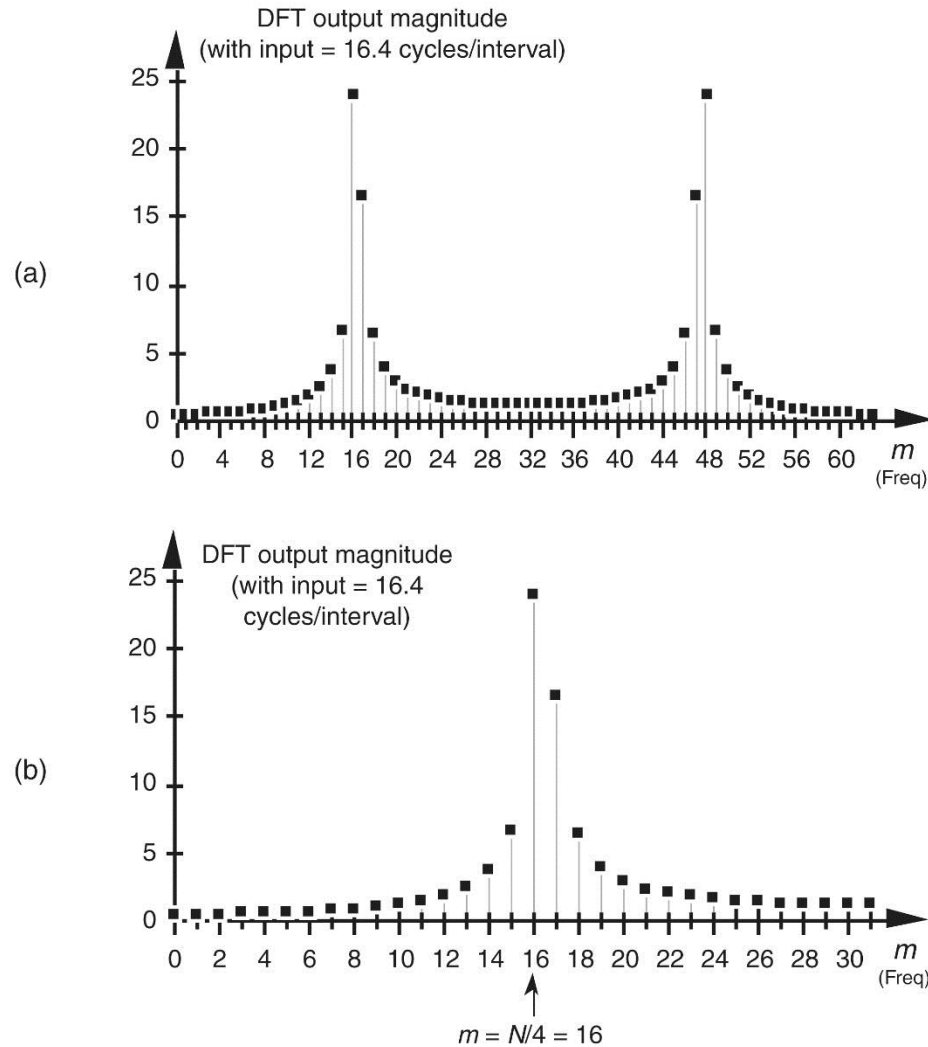 DFT output magnitude
(with input = 16.4 cycles/interval)
25
20
15
(a)
10
5
0
0 4 8 12 16 20 24 28 32 36 40 44 48 52 56 60 m
(Freq)
DFT output magnitude
(with input = 16.4
cycles/interval)
25
20
15
(b)
10
5
0
0 2 4 6 8 10 12 14 16 18 20 22 24 26 28 30 m
(Freq)
m = N/4 = 16